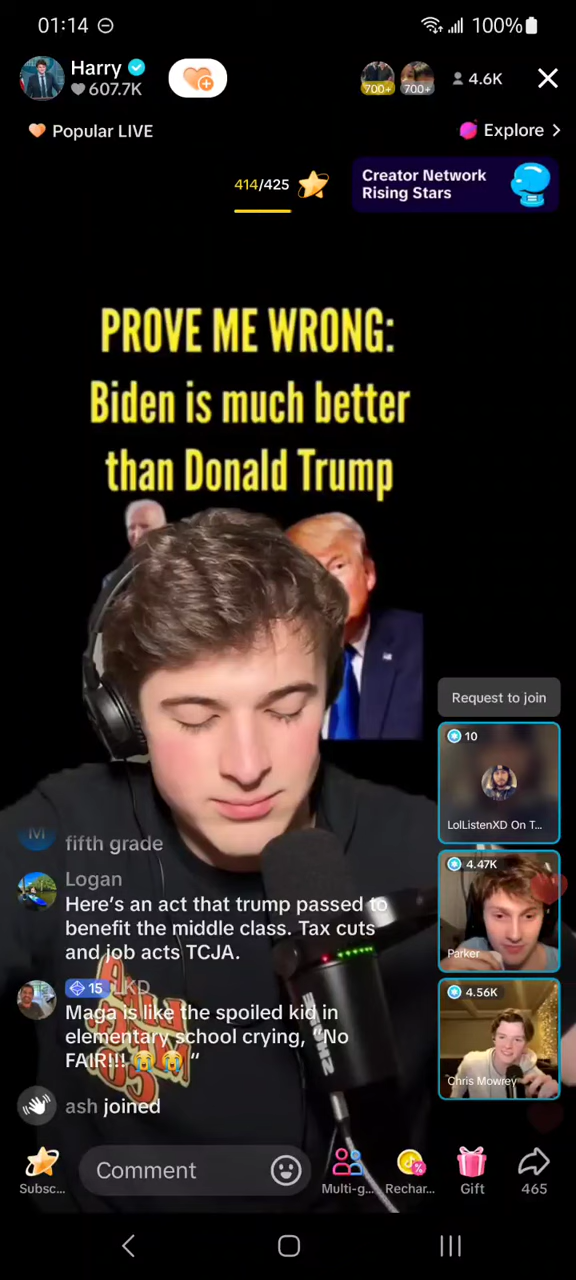 01:14
100%
Harry
607.7K
700+
700+
4.6K
Popular LIVE
Explore
414/425
Creator Network
Rising Stars
PROVE ME WRONG:
Biden is much better
than Donald Trump
Request to join
10
LolListenXD On T...
4.47K
Parker
4.56K
Chris Mowrey
M
fifth grade
Logan
Here's an act that trump passed to
benefit the middle class. Tax cuts
and job acts TCJA.
15
Maga is like the spoiled kid in
elementary school crying, "No
FAIR!!! 😭😭"
ash joined
SHURE
Comment
Subsc...
Multi-g...
Rechar...
Gift
465